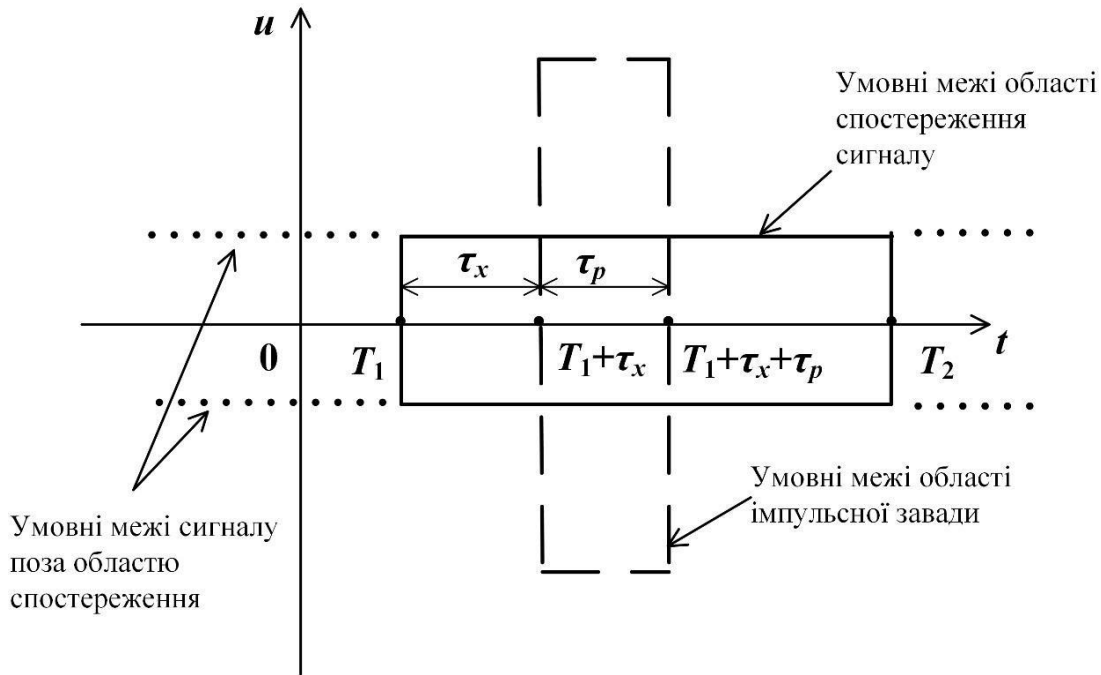 u
Умовні межі області
спостереження
сигналу
τx
τp
0
T1
T1+τx
T1+τx+τp
T2
t
Умовні межі області
імпульсної завади
Умовні межі сигналу
поза областю
спостереження